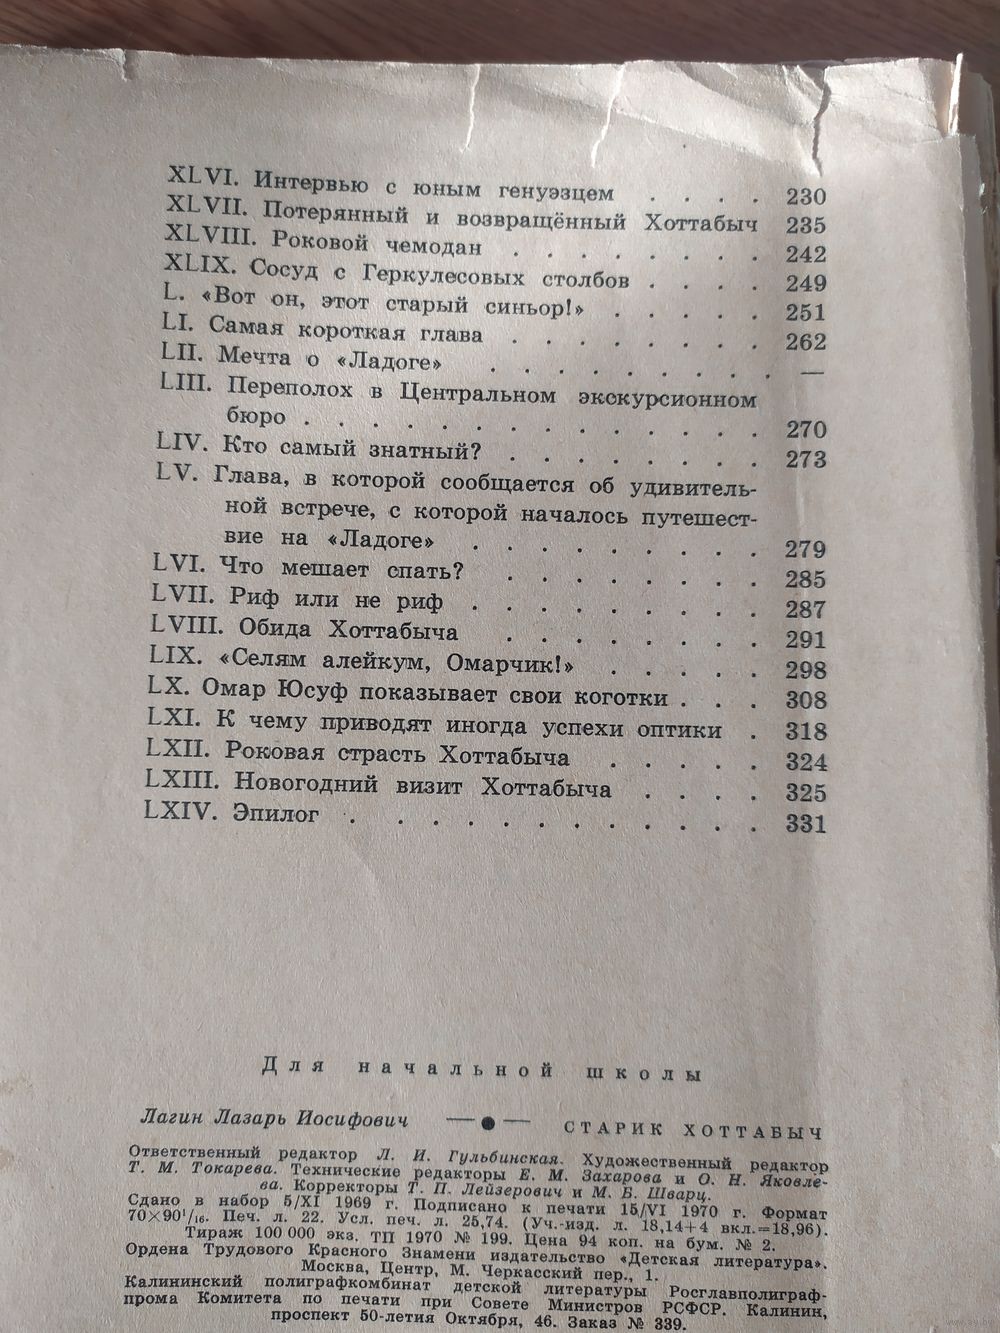 XLVI. Интервью с юным генуэзцем . . . . 230
XLVII. Потерянный и возвращённый Хоттабыч 235
XLVIII. Роковой чемодан . . . . . . . . 242
XLIX. Сосуд с Геркулесовых столбов . . . . 249
L. «Вот он, этот старый синьор!» . . . . . 251
LI. Самая короткая глава . . . . . . . . 262
LII. Мечта о «Ладоге» . . . . . . . . . —
LIII. Переполох в Центральном экскурсионном
бюро . . . . . . . . . . . . . . 270
LIV. Кто самый знатный? . . . . . . . . 273
LV. Глава, в которой сообщается об удивитель-
ной встрече, с которой началось путешест-
вие на «Ладоге» . . . . . . . . . 279
LVI. Что мешает спать? . . . . . . . . 285
LVII. Риф или не риф . . . . . . . . . 287
LVIII. Обида Хоттабыча . . . . . . . . 291
LIX. «Селям алейкум, Омарчик!» . . . . . 298
LX. Омар Юсуф показывает свои коготки . . . 308
LXI. К чему приводят иногда успехи оптики . 318
LXII. Роковая страсть Хоттабыча . . . . . 324
LXIII. Новогодний визит Хоттабыча . . . . 325
LXIV. Эпилог . . . . . . . . . . . . 331
Для начальной школы
Лагин Лазарь Иосифович —●— СТАРИК ХОТТАБЫЧ
Ответственный редактор Л. И. Гульбинская. Художественный редактор
Т. М. Токарева. Технические редакторы Е. М. Захарова и О. Н. Яковле-
ва. Корректоры Т. П. Лейзерович и М. Б. Шварц.
Сдано в набор 5/XI 1969 г. Подписано к печати 15/VI 1970 г. Формат
70×90¹/₁₆. Печ. л. 22. Усл. печ. л. 25,74. (Уч.-изд. л. 18,14+4 вкл.=18,96).
Тираж 100 000 экз. ТП 1970 № 199. Цена 94 коп. на бум. № 2.
Ордена Трудового Красного Знамени издательство «Детская литература».
Москва, Центр, М. Черкасский пер., 1.
Калининский полиграфкомбинат детской литературы Росглавполиграф-
прома Комитета по печати при Совете Министров РСФСР. Калинин,
проспект 50-летия Октября, 46. Заказ № 339.